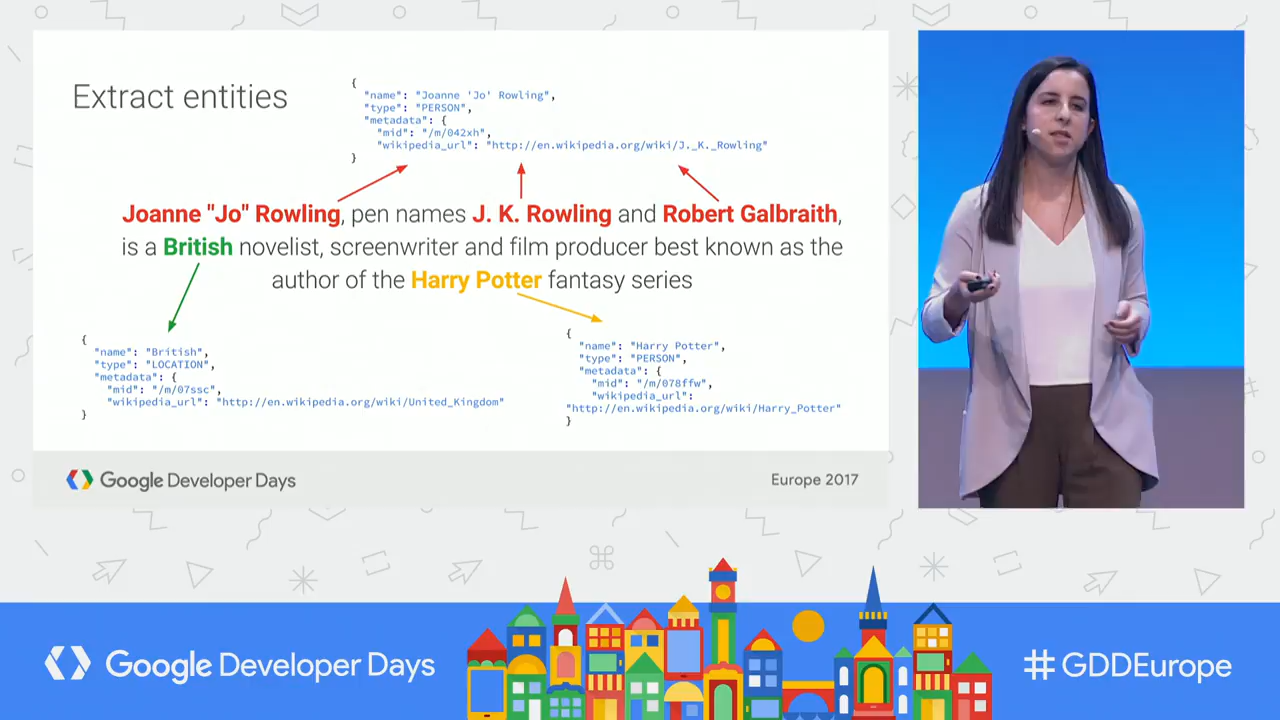 Extract entities
{
"name": "Joanne 'Jo' Rowling",
"type": "PERSON",
"metadata": {
"mid": "/m/042xh",
"wikipedia_url": "http://en.wikipedia.org/wiki/J._K._Rowling"
}
Joanne "Jo" Rowling, pen names J. K. Rowling and Robert Galbraith,
is a British novelist, screenwriter and film producer best known as the
author of the Harry Potter fantasy series
{
"name": "British",
"type": "LOCATION",
"metadata": {
"mid": "/m/07ssc",
"wikipedia_url": "http://en.wikipedia.org/wiki/United_Kingdom"
}
{
"name": "Harry Potter",
"type": "PERSON",
"metadata": {
"mid": "/m/078ffw",
"wikipedia_url":
"http://en.wikipedia.org/wiki/Harry_Potter"
}
Google Developer Days
Europe 2017
Google Developer Days
#GDDEurope